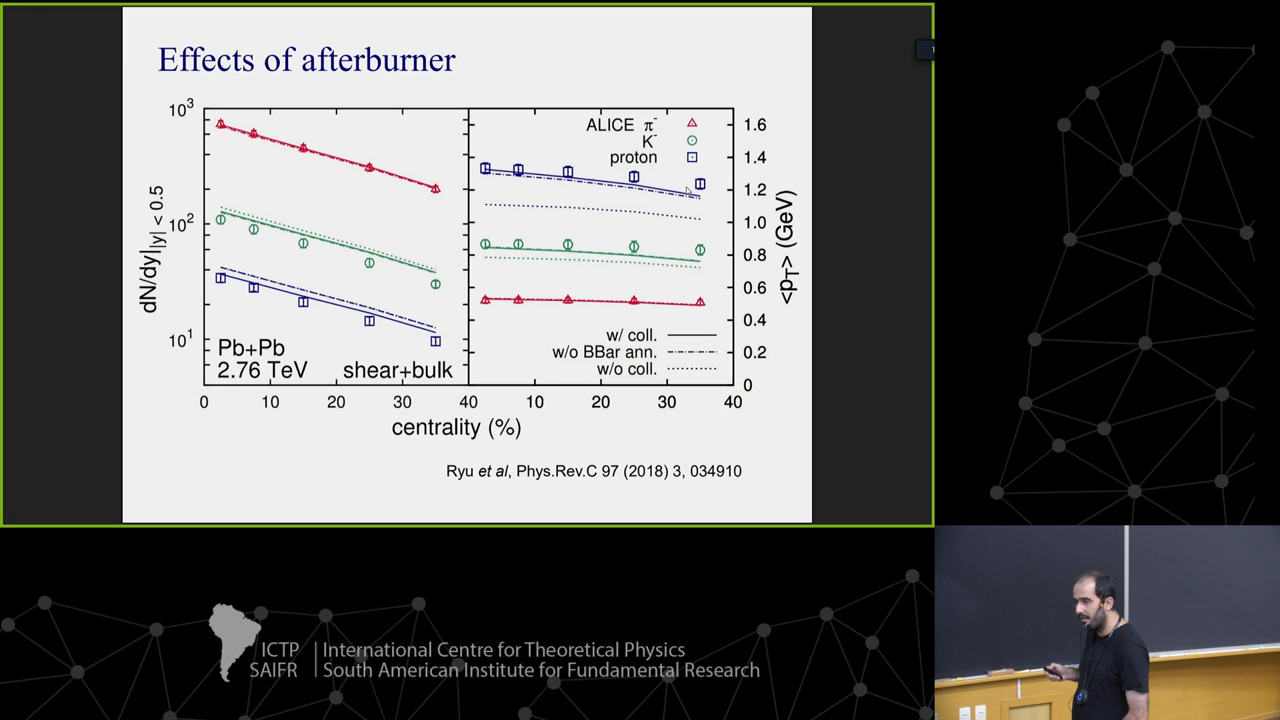 Effects of afterburner
10³
10²
10¹
dN/dy||y| < 0.5
Pb+Pb
2.76 TeV
shear+bulk
ALICE π⁻
K⁻
proton
w/ coll.
w/o BBar ann.
w/o coll.
1.6
1.4
1.2
1.0
0.8
0.6
0.4
0.2
0
<pT> (GeV)
0 10 20 30 40 10 20 30 40
centrality (%)
Ryu et al, Phys.Rev.C 97 (2018) 3, 034910
ICTP International Centre for Theoretical Physics
SAIFR South American Institute for Fundamental Research